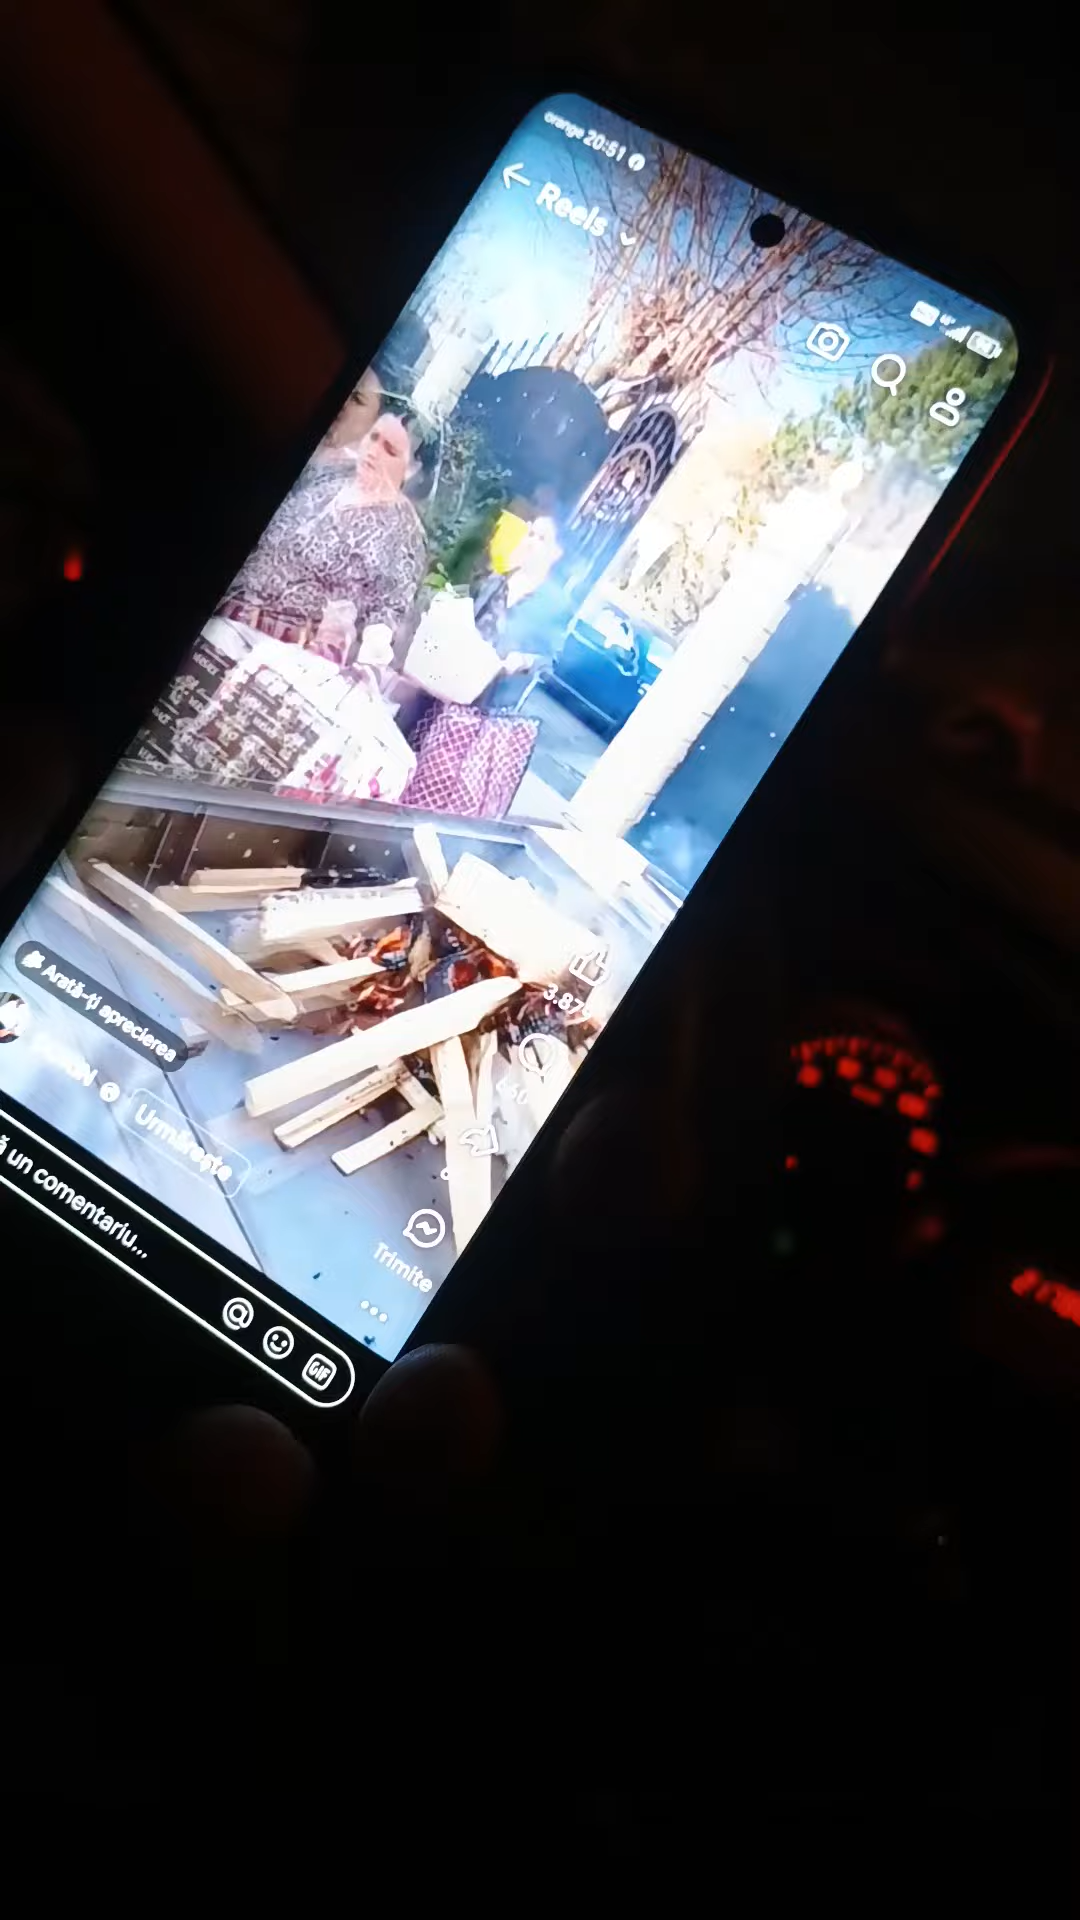 orange 20:51
Reels
Arată-ți aprecierea
Urmărește
3.87
un comentariu...
Trimite
GIF